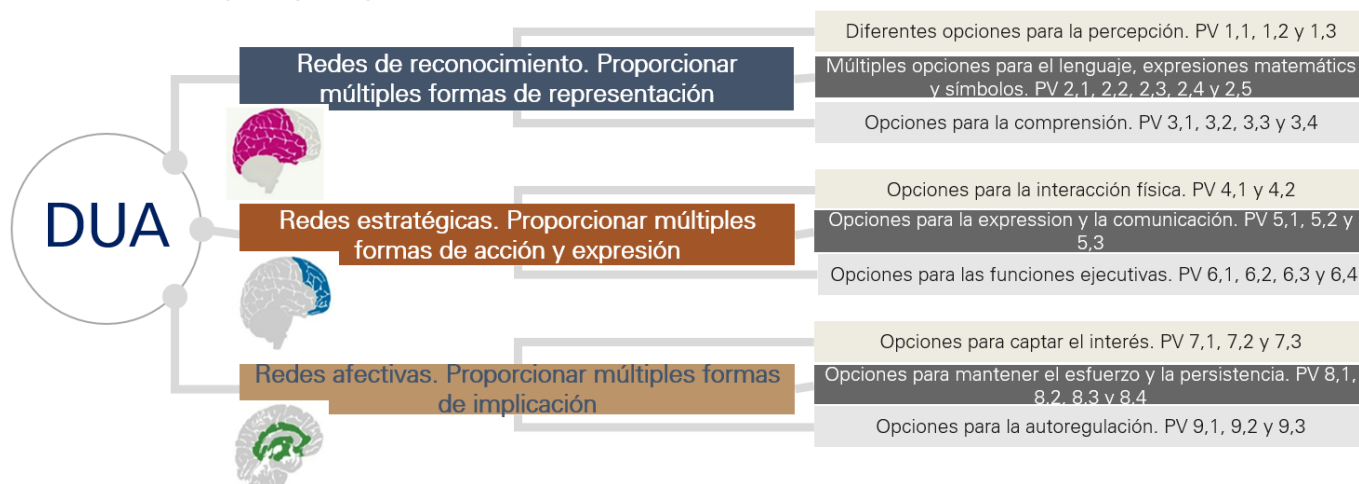 DUA
Redes de reconocimiento. Proporcionar
múltiples formas de representación
Diferentes opciones para la percepción. PV 1,1, 1,2 y 1,3
Múltiples opciones para el lenguaje, expresiones matemátics
y símbolos. PV 2,1, 2,2, 2,3, 2,4 y 2,5
Opciones para la comprensión. PV 3,1, 3,2, 3,3 y 3,4
Redes estratégicas. Proporcionar múltiples
formas de acción y expresión
Opciones para la interacción física. PV 4,1 y 4,2
Opciones para la expression y la comunicación. PV 5,1, 5,2 y
5,3
Opciones para las funciones ejecutivas. PV 6,1, 6,2, 6,3 y 6,4
Redes afectivas. Proporcionar múltiples formas
de implicación
Opciones para captar el interés. PV 7,1, 7,2 y 7,3
Opciones para mantener el esfuerzo y la persistencia. PV 8,1,
8,2, 8,3 y 8,4
Opciones para la autoregulación. PV 9,1, 9,2 y 9,3